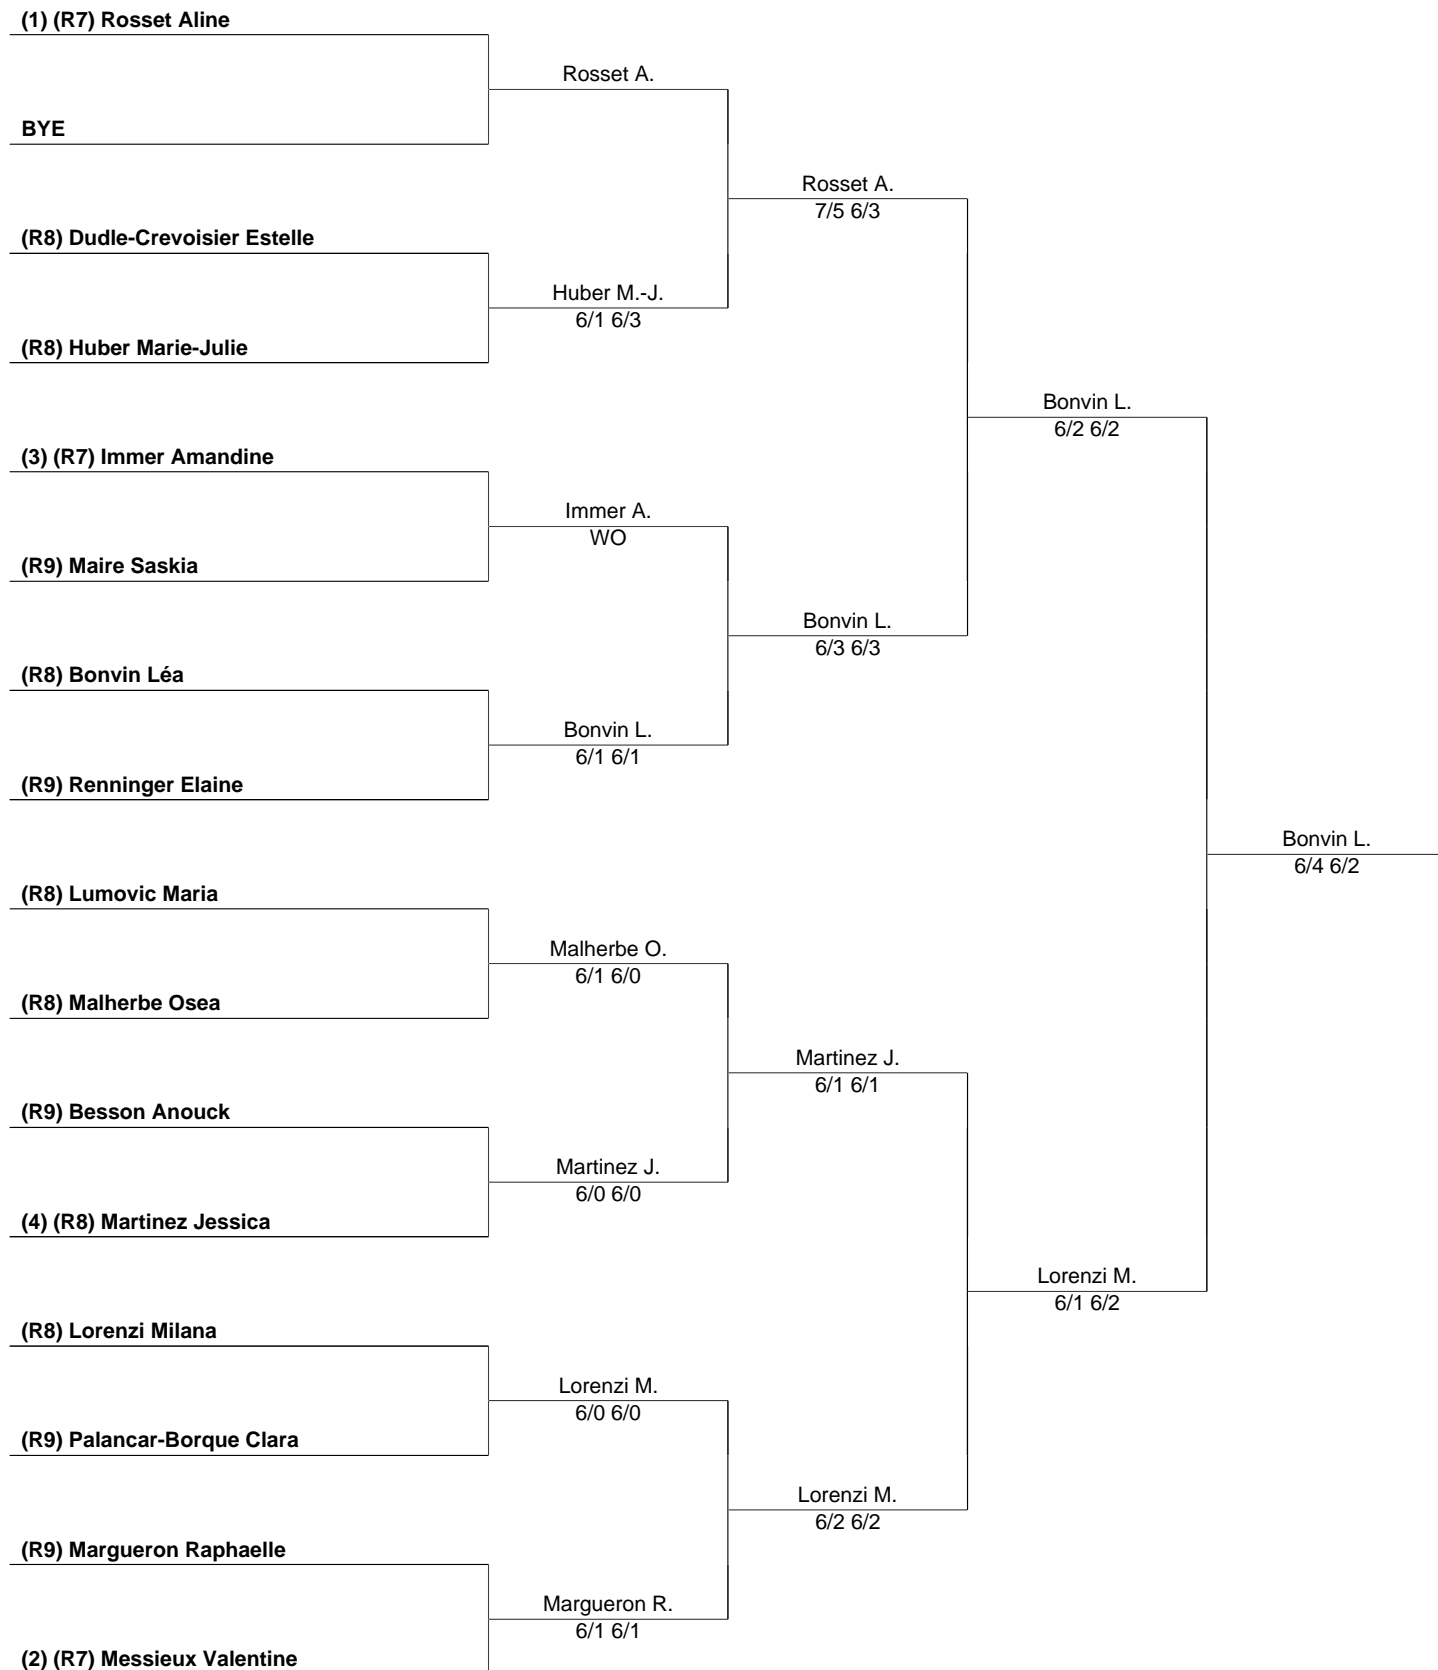 (1) (R7) Rosset Aline
Rosset A.
BYE
Rosset A.
7/5 6/3
(R8) Dudle-Crevoisier Estelle
Huber M.-J.
6/1 6/3
(R8) Huber Marie-Julie
Bonvin L.
6/2 6/2
(3) (R7) Immer Amandine
Immer A.
WO
(R9) Maire Saskia
Bonvin L.
6/3 6/3
(R8) Bonvin Léa
Bonvin L.
6/1 6/1
(R9) Renninger Elaine
Bonvin L.
6/4 6/2
(R8) Lumovic Maria
Malherbe O.
6/1 6/0
(R8) Malherbe Osea
Martinez J.
6/1 6/1
(R9) Besson Anouck
Martinez J.
6/0 6/0
(4) (R8) Martinez Jessica
Lorenzi M.
6/1 6/2
(R8) Lorenzi Milana
Lorenzi M.
6/0 6/0
(R9) Palancar-Borque Clara
Lorenzi M.
6/2 6/2
(R9) Margueron Raphaelle
Margueron R.
6/1 6/1
(2) (R7) Messieux Valentine